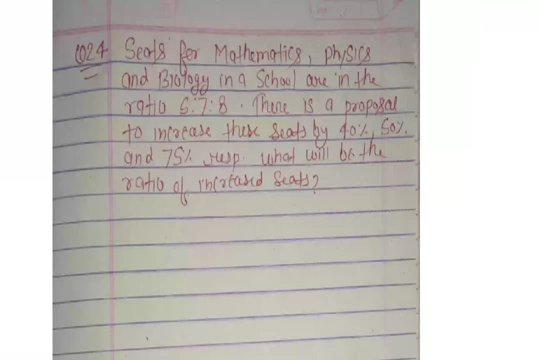 Q24 Seats for Mathematics, physics
and Biology in a School are in the
ratio 5:7:8. There is a proposal
to increase these seats by 40%, 50%
and 75% resp. what will be the
ratio of increased seats?